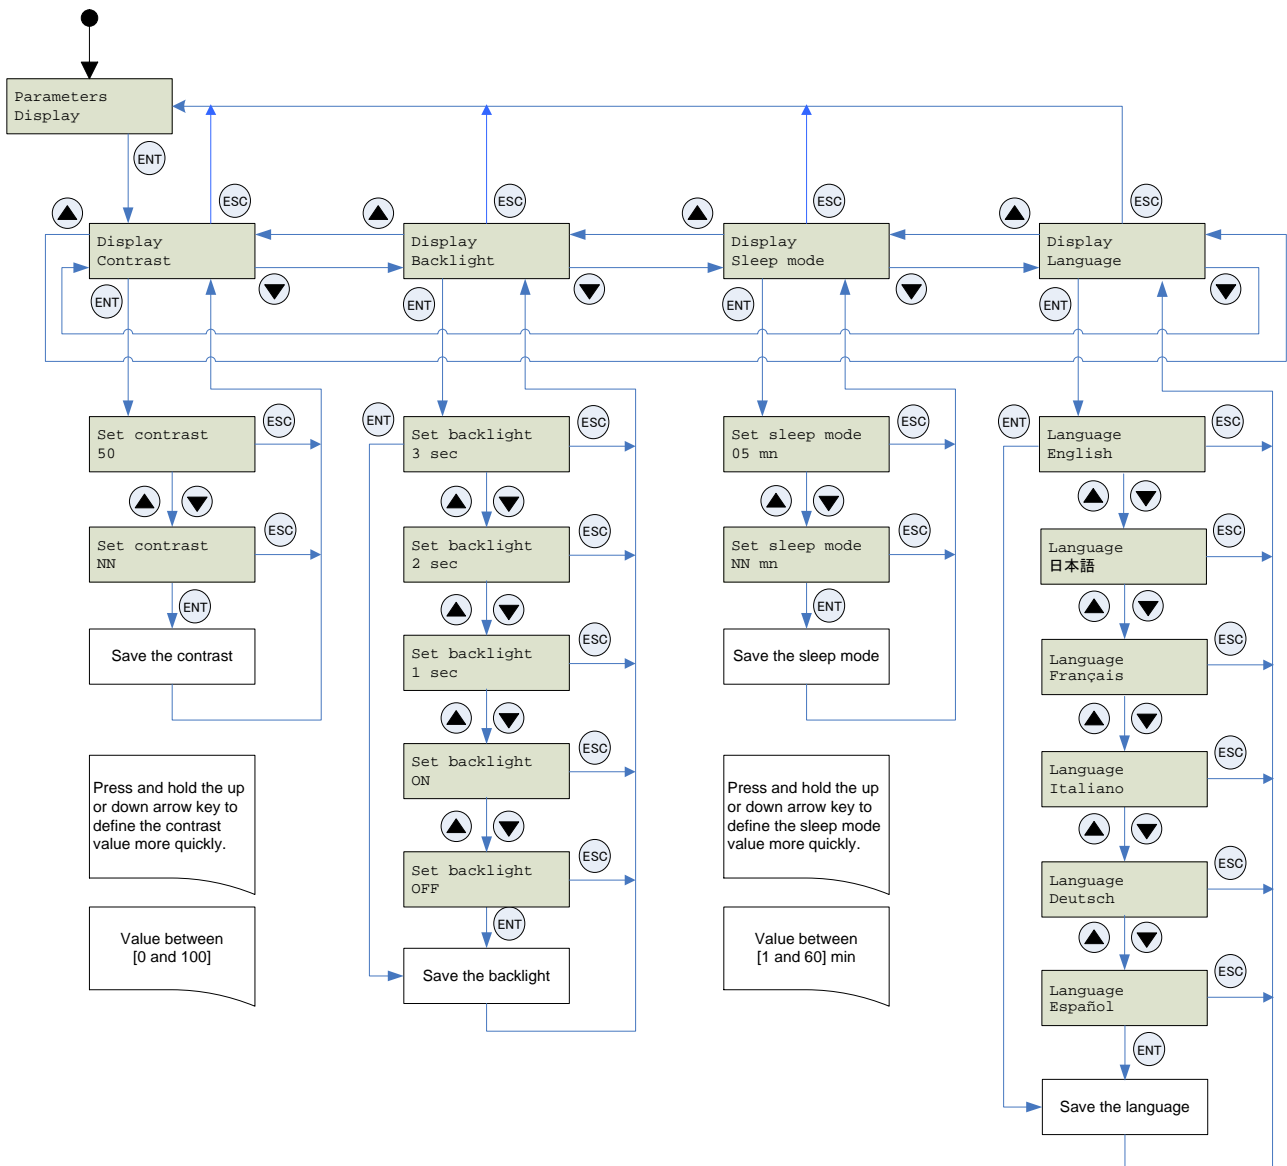 Parameters
Display
ENT
ESC
ESC
ESC
ESC
Display
Contrast
Display
Backlight
Display
Sleep mode
Display
Language
ENT
ENT
ENT
ENT
Set contrast
50
ESC
ENT
Set backlight
3 sec
ESC
Set sleep mode
05 mn
ESC
ENT
Language
English
ESC
Set contrast
NN
ESC
Set backlight
2 sec
ESC
Set sleep mode
NN mn
ESC
Language
日本語
ESC
ENT
ENT
Save the contrast
Set backlight
1 sec
ESC
Save the sleep mode
Language
Français
ESC
Press and hold the up
or down arrow key to
define the contrast
value more quickly.
Set backlight
ON
ESC
Press and hold the up
or down arrow key to
define the sleep mode
value more quickly.
Language
Italiano
ESC
Set backlight
OFF
ESC
Language
Deutsch
ESC
Value between
[0 and 100]
ENT
Save the backlight
Value between
[1 and 60] min
Language
Español
ESC
ENT
Save the language